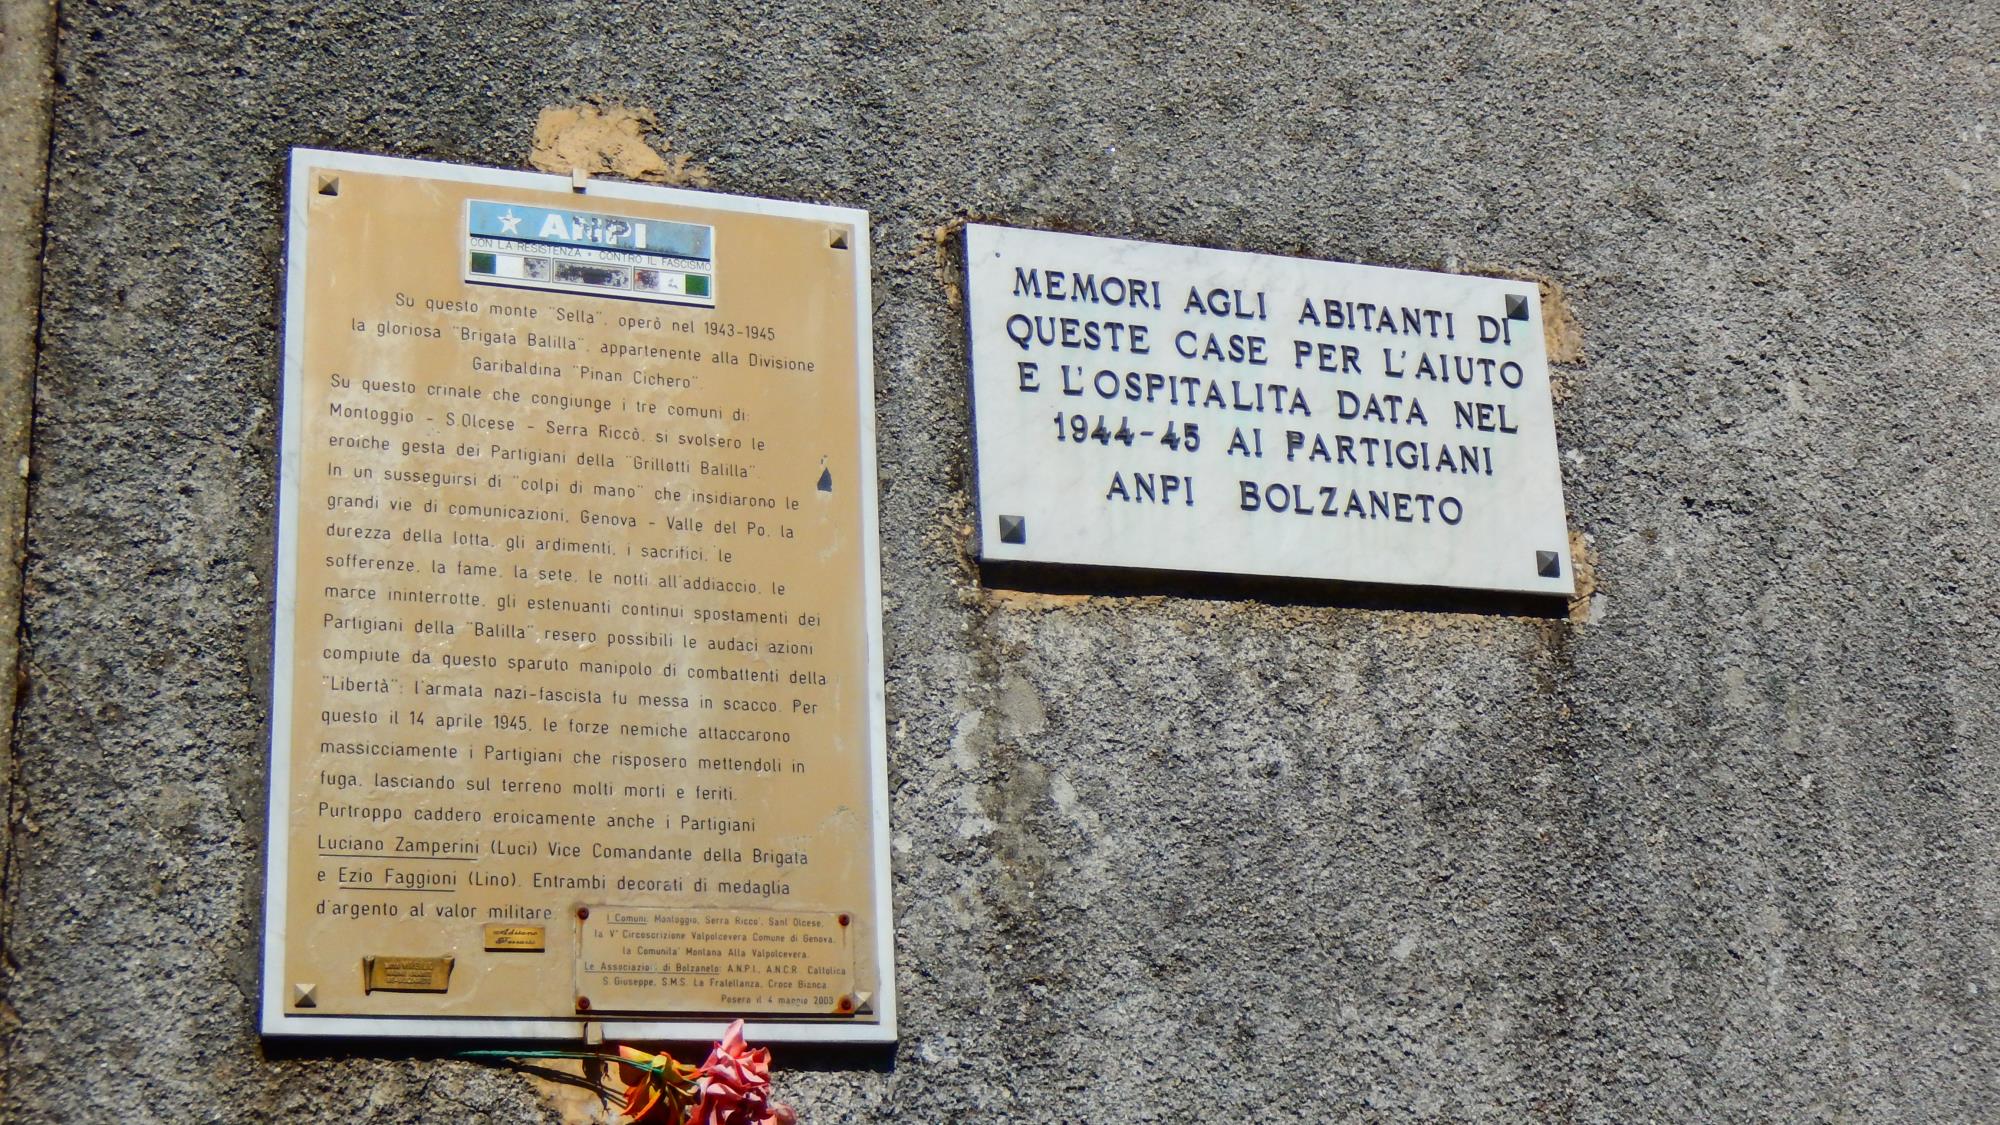 ANPI
CON LA RESISTENZA * CONTRO IL FASCISMO
Su questo monte "Sella", operò nel 1943-1945
la gloriosa "Brigata Balilla", appartenente alla Divisione
Garibaldina "Pinan Cichero".
Su questo crinale che congiunge i tre comuni di:
Montoggio - S.Olcese - Serra Riccò, si svolsero le
eroiche gesta dei Partigiani della "Grillotti Balilla".
In un susseguirsi di "colpi di mano" che insidiarono le
grandi vie di comunicazioni, Genova - Valle del Po, la
durezza della lotta, gli ardimenti, i sacrifici, le
sofferenze, la fame, la sete, le notti all'addiaccio, le
marce ininterrotte, gli estenuanti continui spostamenti dei
Partigiani della "Balilla", resero possibili le audaci azioni
compiute da questo sparuto manipolo di combattenti della
"Libertà": l'armata nazi-fascista fu messa in scacco. Per
questo il 14 aprile 1945, le forze nemiche attaccarono
massicciamente i Partigiani che risposero mettendoli in
fuga, lasciando sul terreno molti morti e feriti.
Purtroppo caddero eroicamente anche i Partigiani
Luciano Zamperini (Luci) Vice Comandante della Brigata
e Ezio Faggioni (Lino). Entrambi decorati di medaglia
d'argento al valor militare.
I Comuni: Montoggio, Serra Ricco', Sant Olcese,
la V° Circoscrizione Valpolcevera Comune di Genova,
la Comunita' Montana Alta Valpolcevera.
Le Associazioni di Bolzaneto: A.N.P.I., A.N.C.R. Cattolica
S. Giuseppe, S.M.S. La Fratellanza, Croce Bianca.
Posero il 4 maggio 2003
MEMORI AGLI ABITANTI DI
QUESTE CASE PER L'AIUTO
E L'OSPITALITA DATA NEL
1944-45 AI PARTIGIANI
ANPI BOLZANETO